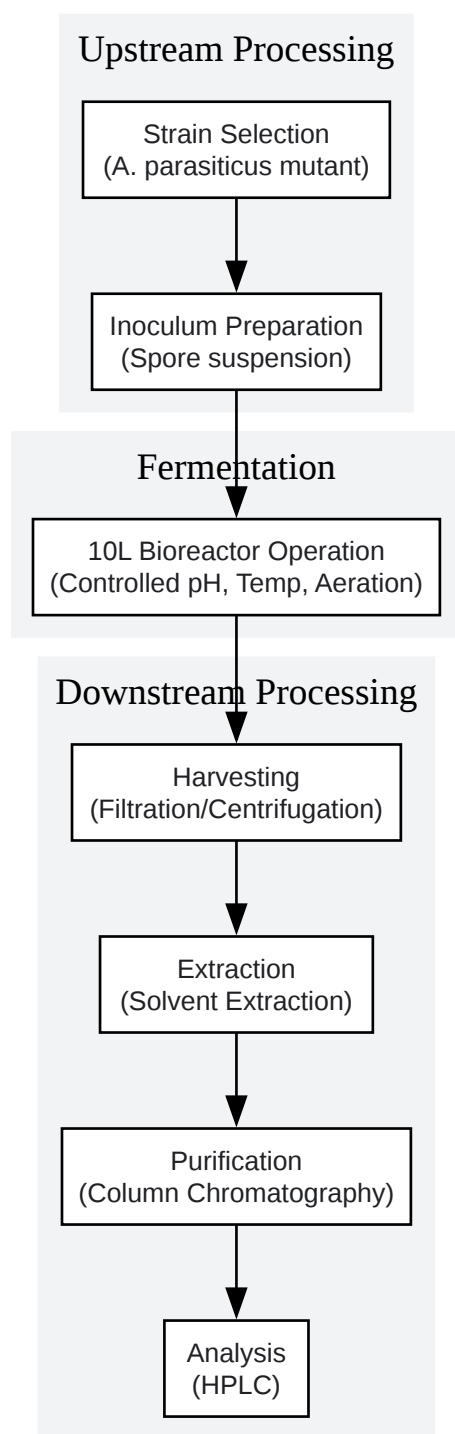 Upstream Processing
Strain Selection
(A. parasiticus mutant)
Inoculum Preparation
(Spore suspension)
Fermentation
10L Bioreactor Operation
(Controlled pH, Temp, Aeration)
Downstream Processing
Harvesting
(Filtration/Centrifugation)
Extraction
(Solvent Extraction)
Purification
(Column Chromatography)
Analysis
(HPLC)